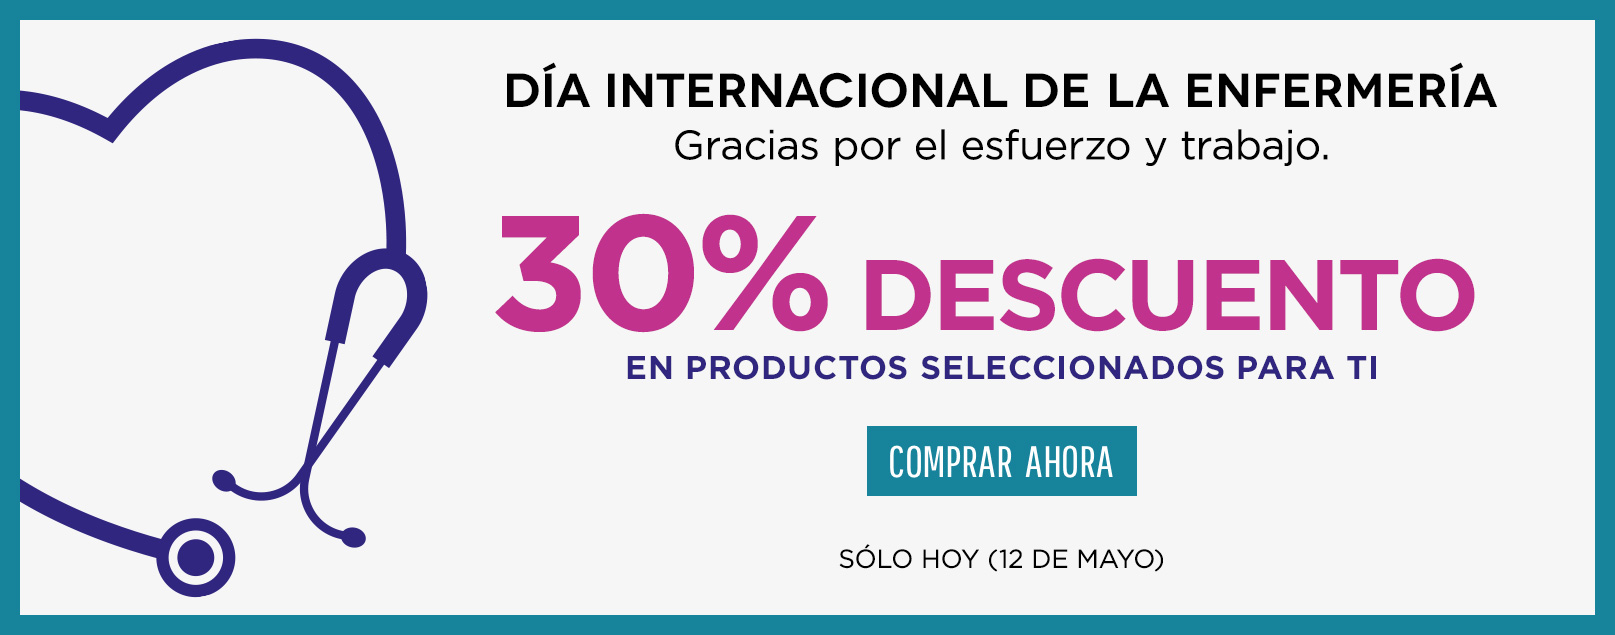 DÍA INTERNACIONAL DE LA ENFERMERÍA
Gracias por el esfuerzo y trabajo.
30% DESCUENTO
EN PRODUCTOS SELECCIONADOS PARA TI
COMPRAR AHORA
SÓLO HOY (12 DE MAYO)